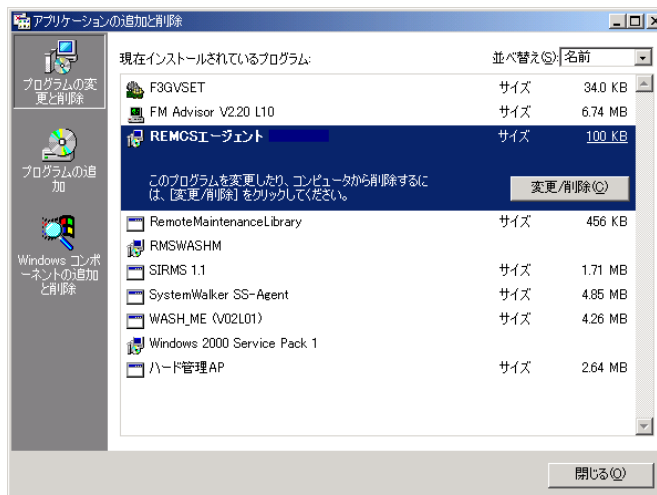 アプリケーションの追加と削除
プログラムの変
更と削除
プログラムの追
加
Windows コンポ
ーネントの追加
と削除
現在インストールされているプログラム: 並べ替え(S): 名前
F3GVSET サイズ 34.0 KB
FM Advisor V2.20 L10 サイズ 6.74 MB
REMCSエージェント サイズ 100 KB
このプログラムを変更したり、コンピュータから削除するに
は、[変更/削除] をクリックしてください。
変更/削除(C)
RemoteMaintenanceLibrary サイズ 456 KB
RMSWASHM
SIRMS 1.1 サイズ 1.71 MB
SystemWalker SS-Agent サイズ 4.85 MB
WASH_ME (V02L01) サイズ 4.26 MB
Windows 2000 Service Pack 1
ハード管理AP サイズ 2.64 MB
閉じる(O)